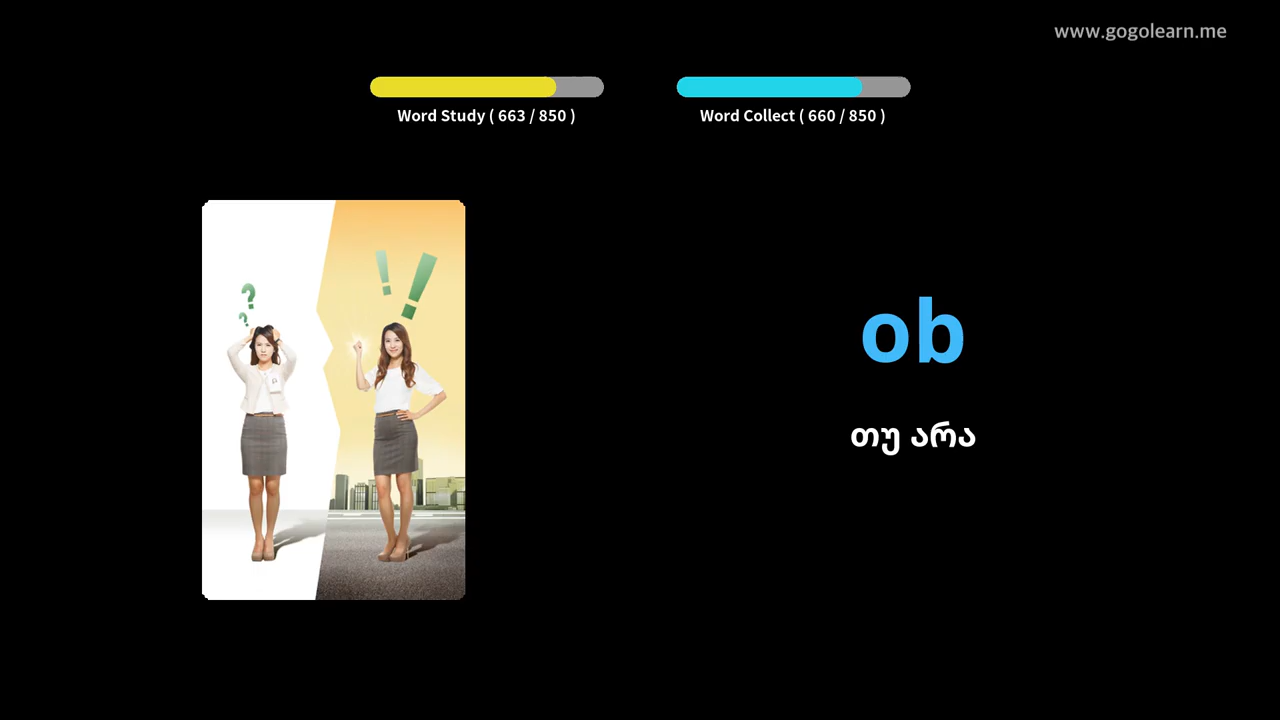 www.gogolearn.me
Word Study ( 663 / 850 )
Word Collect ( 660 / 850 )
? ?
! !
ob
თუ არა